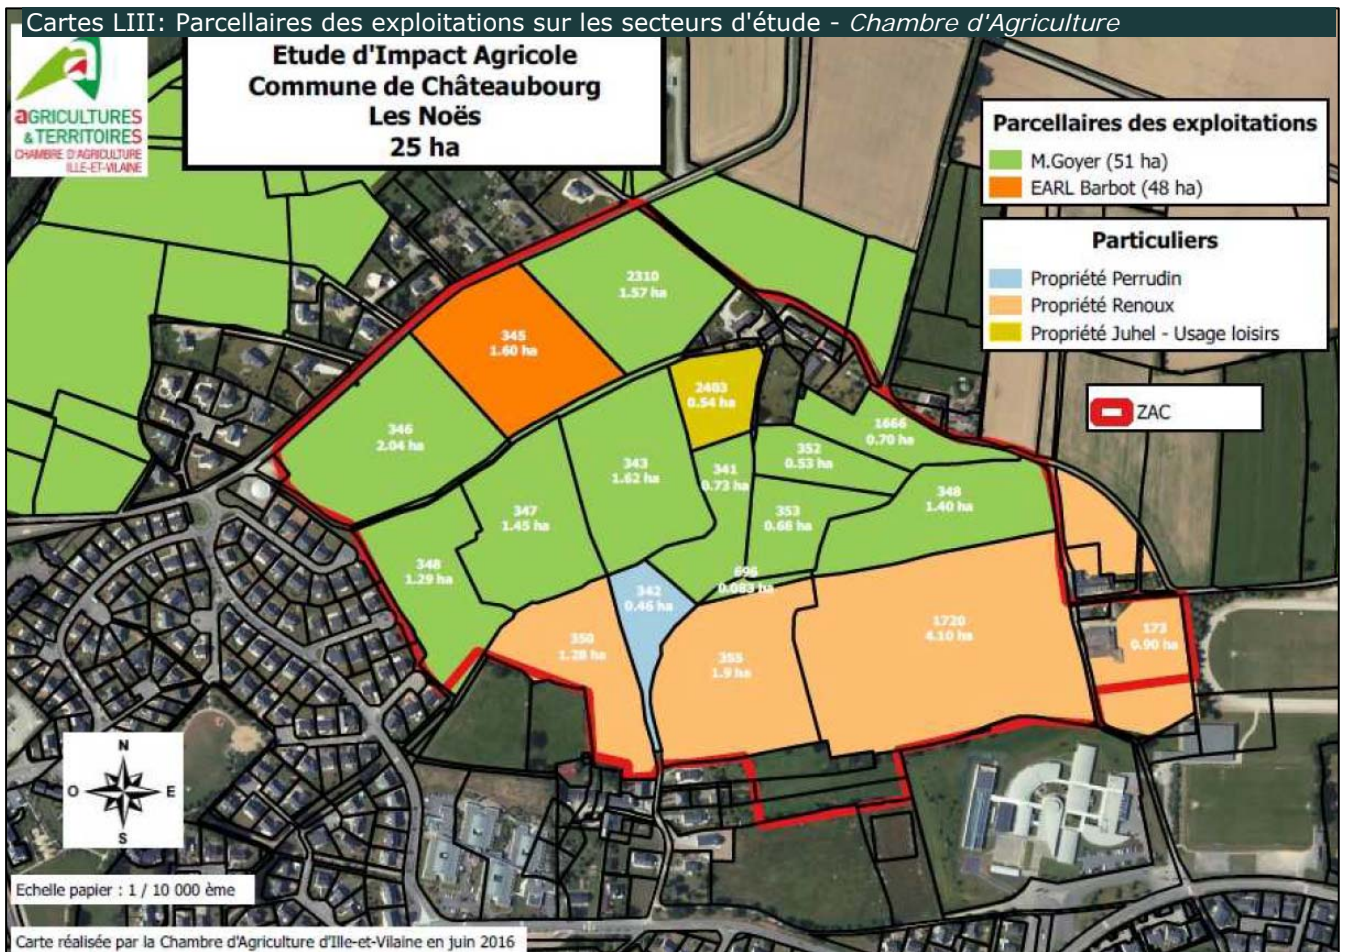 Cartes LIII: Parcellaires des exploitations sur les secteurs d'étude - Chambre d'Agriculture
Etude d'Impact Agricole
Commune de Châteaubourg
Les Noës
25 ha
a
aGRICULTURES
& TERRITOIRES
CHAMBRE D'AGRICULTURE
ILLE-ET-VILAINE
Parcellaires des exploitations
M.Goyer (51 ha)
EARL Barbot (48 ha)
Particuliers
Propriété Perrudin
Propriété Renoux
Propriété Juhel - Usage loisirs
ZAC
2310
1.57 ha
345
1.60 ha
2403
0.54 ha
346
2.04 ha
1666
0.70 ha
352
0.53 ha
343
1.62 ha
341
0.73 ha
348
1.40 ha
347
1.45 ha
353
0.68 ha
348
1.29 ha
696
0.083 ha
342
0.46 ha
1720
4.10 ha
173
0.90 ha
350
1.28 ha
355
1.9 ha
N
O E
S
Echelle papier : 1 / 10 000 ème
Carte réalisée par la Chambre d'Agriculture d'Ille-et-Vilaine en juin 2016